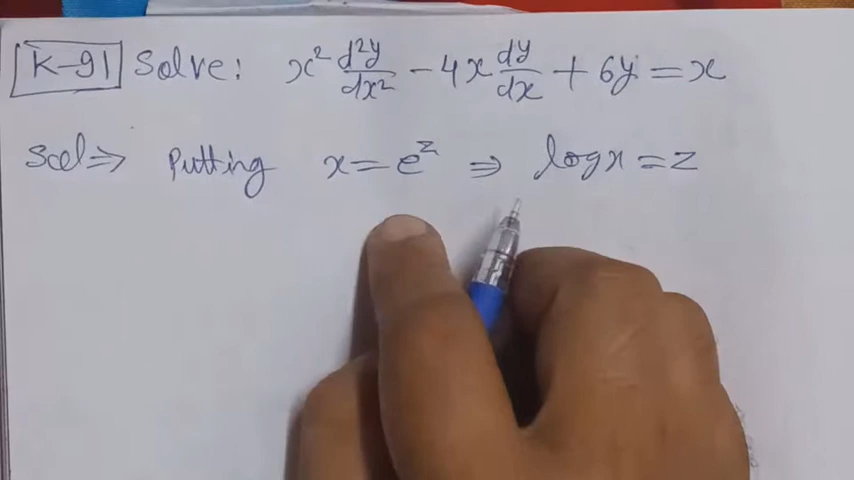 K-91 Solve: x² d²y/dx² - 4x dy/dx + 6y = x
Sol ⇒ Putting x = e^z ⇒ log x = z